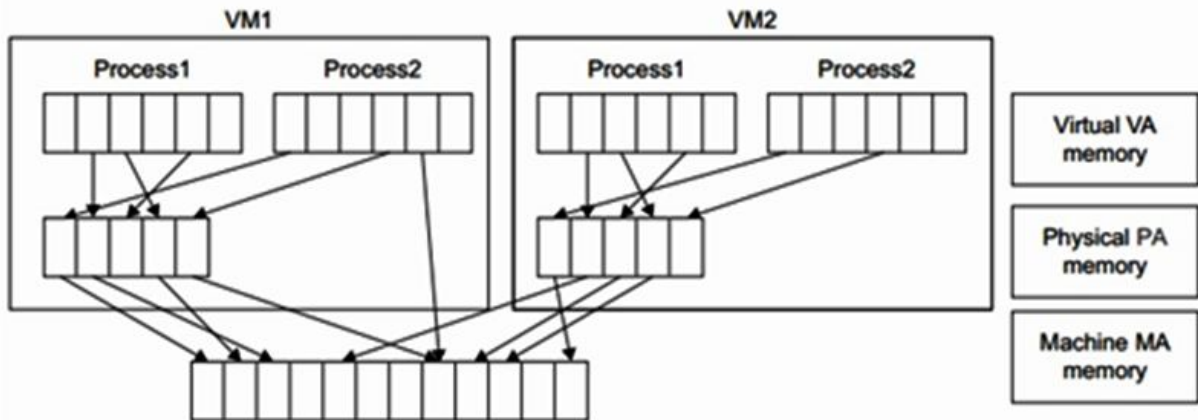 VM1
VM2
Process1
Process2
Process1
Process2
Virtual VA
memory
Physical PA
memory
Machine MA
memory